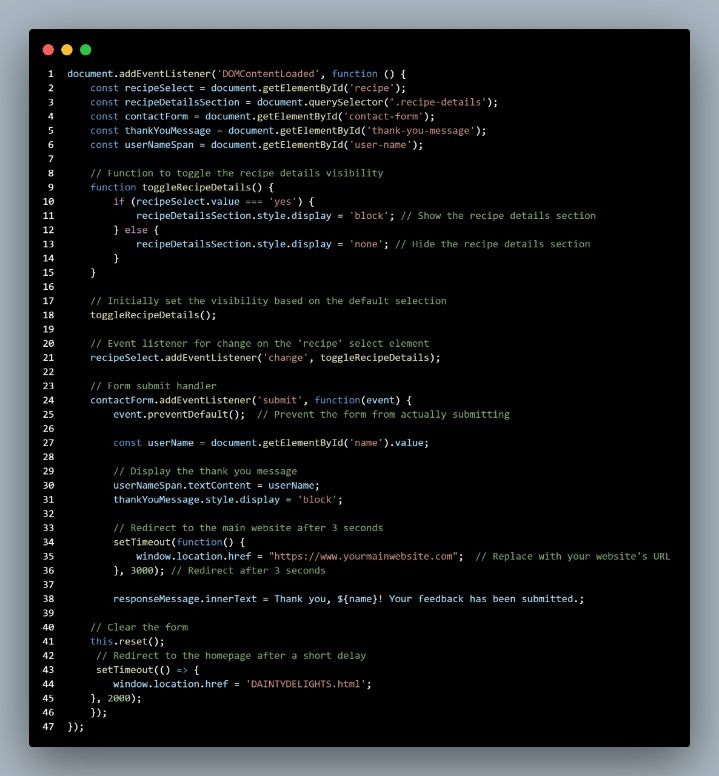 1 document.addEventListener('DOMContentLoaded', function () {
2 const recipeSelect = document.getElementById('recipe');
3 const recipeDetailsSection = document.querySelector('.recipe-details');
4 const contactForm = document.getElementById('contact-form');
5 const thankYouMessage = document.getElementById('thank-you-message');
6 const userNameSpan = document.getElementById('user-name');
7
8 // Function to toggle the recipe details visibility
9 function toggleRecipeDetails() {
10 if (recipeSelect.value === 'yes') {
11 recipeDetailsSection.style.display = 'block'; // Show the recipe details section
12 } else {
13 recipeDetailsSection.style.display = 'none'; // Hide the recipe details section
14 }
15 }
16
17 // Initially set the visibility based on the default selection
18 toggleRecipeDetails();
19
20 // Event listener for change on the 'recipe' select element
21 recipeSelect.addEventListener('change', toggleRecipeDetails);
22
23 // Form submit handler
24 contactForm.addEventListener('submit', function(event) {
25 event.preventDefault();  // Prevent the form from actually submitting
26
27 const userName = document.getElementById('name').value;
28
29 // Display the thank you message
30 userNameSpan.textContent = userName;
31 thankYouMessage.style.display = 'block';
32
33 // Redirect to the main website after 3 seconds
34 setTimeout(function() {
35 window.location.href = "https://www.yourmainwebsite.com";  // Replace with your website's URL
36 }, 3000); // Redirect after 3 seconds
37
38 responseMessage.innerText = Thank you, ${name}! Your feedback has been submitted.;
39
40 // Clear the form
41 this.reset();
42 // Redirect to the homepage after a short delay
43 setTimeout(() => {
44 window.location.href = 'DAINTYDELIGHTS.html';
45 }, 2000);
46 });
47 });